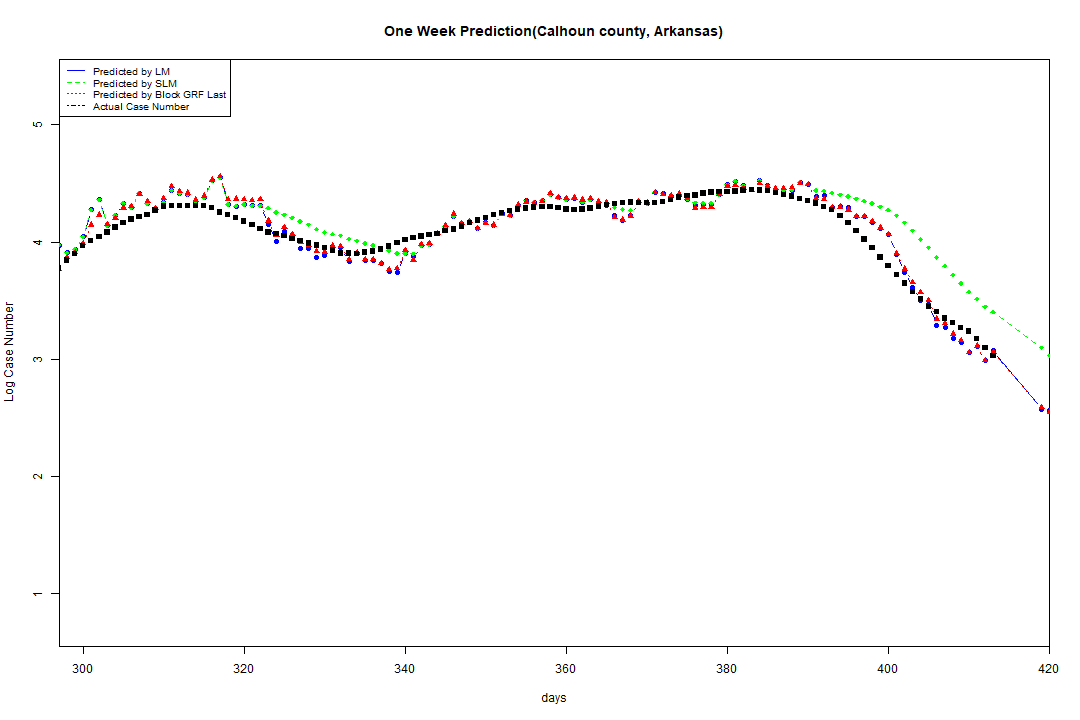 One Week Prediction(Calhoun county, Arkansas)
Predicted by LM
Predicted by SLM
Predicted by Block GRF Last
Actual Case Number
5
4
3
2
1
Log Case Number
300 320 340 360 380 400 420
days